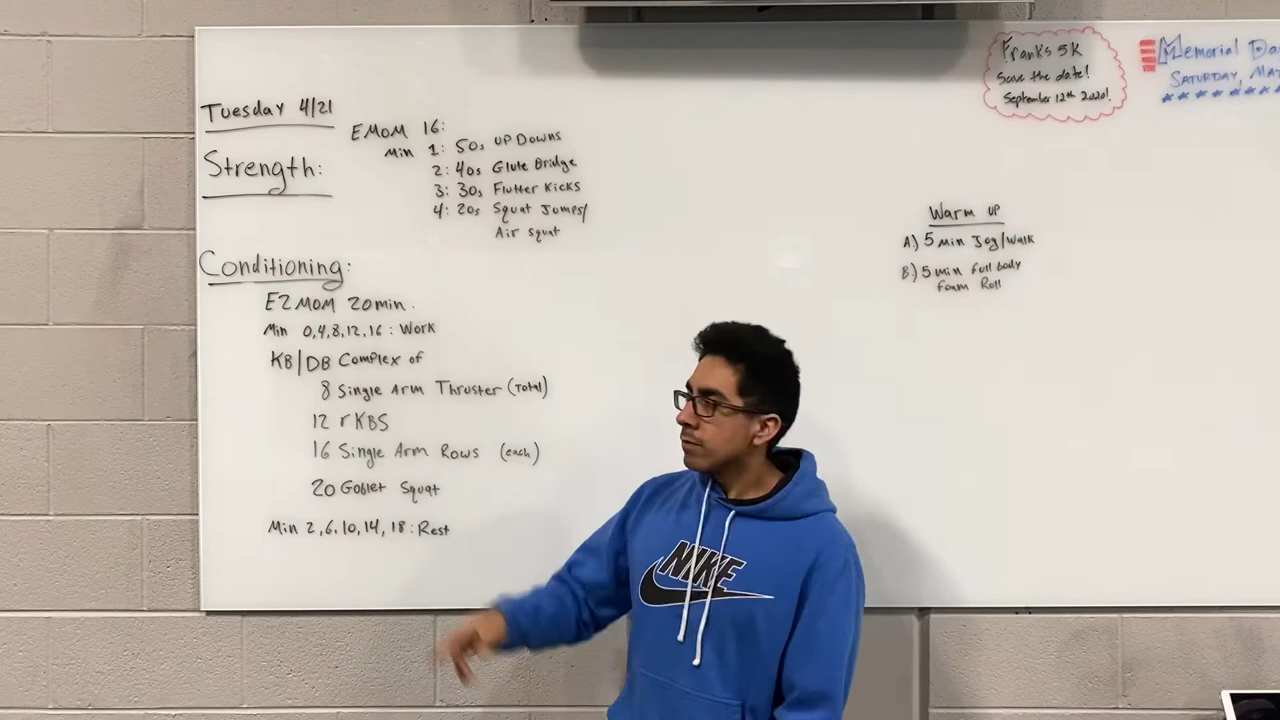 Tuesday 4/21
Strength:
EMOM 16:
Min 1: 50s UP Downs
2: 40s Glute Bridge
3: 30s Flutter Kicks
4: 20s Squat Jumps/
Air squat
Conditioning:
E2MOM 20min.
Min 0,4,8,12,16: Work
KB/DB Complex of
8 Single Arm Thruster (Total)
12 rKBS
16 Single Arm Rows (each)
20 Goblet Squat
Min 2,6,10,14,18: Rest
Warm UP
A) 5 Min Jog/Walk
B) 5 min full body
foam Roll
Franks 5K
Save the date!
September 12th 2020!
Memorial Da
SATURDAY, MAY
NIKE